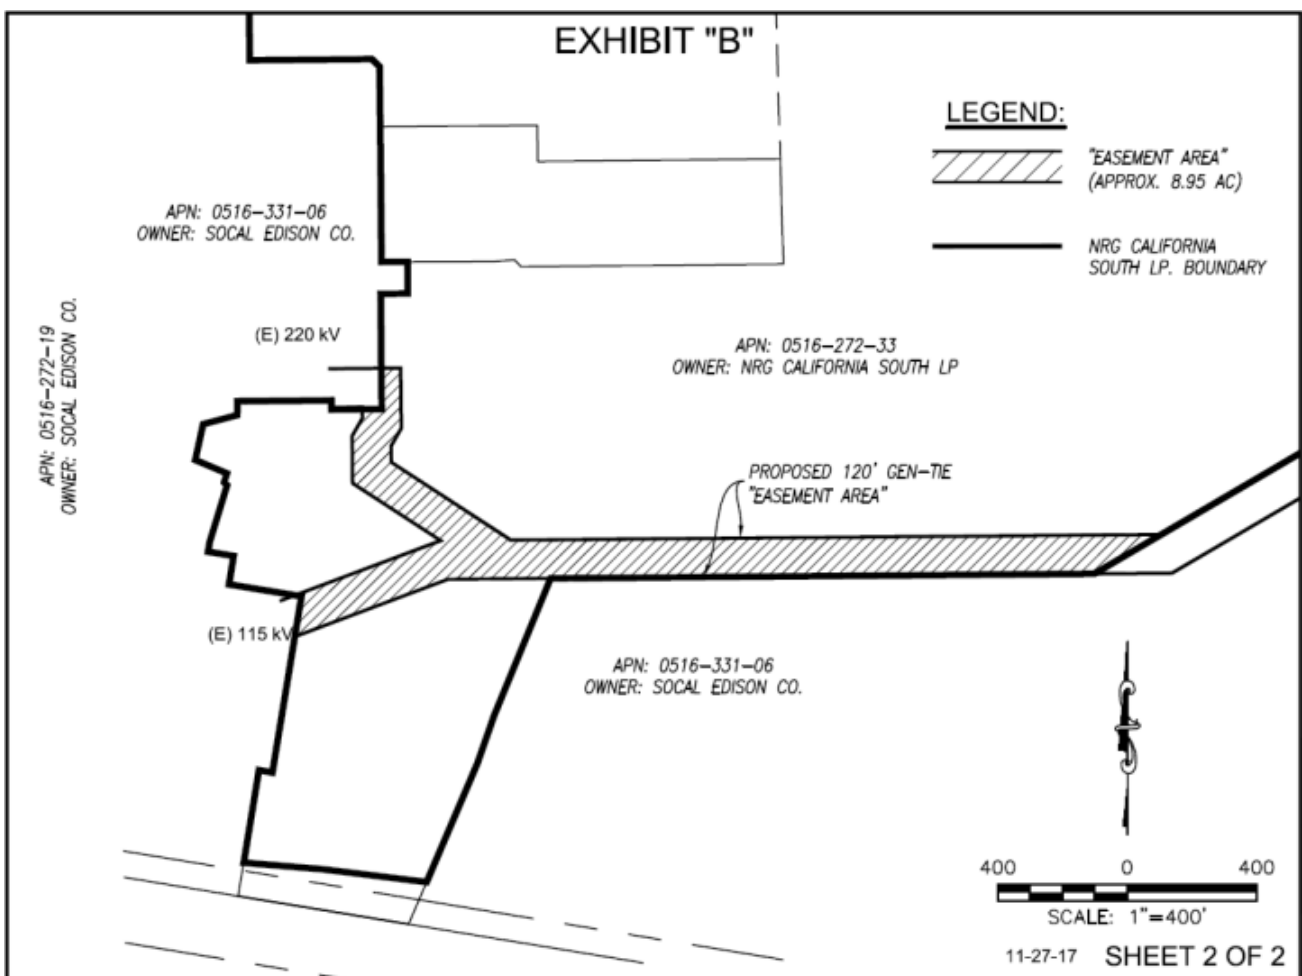 EXHIBIT "B"
LEGEND:
"EASEMENT AREA"
(APPROX. 8.95 AC)
NRG CALIFORNIA
SOUTH LP. BOUNDARY
APN: 0516-331-06
OWNER: SOCAL EDISON CO.
APN: 0516-272-19
OWNER: SOCAL EDISON CO.
(E) 220 kV
APN: 0516-272-33
OWNER: NRG CALIFORNIA SOUTH LP
PROPOSED 120' GEN-TIE
"EASEMENT AREA"
(E) 115 kV
APN: 0516-331-06
OWNER: SOCAL EDISON CO.
400 0 400
SCALE: 1"=400'
11-27-17 SHEET 2 OF 2